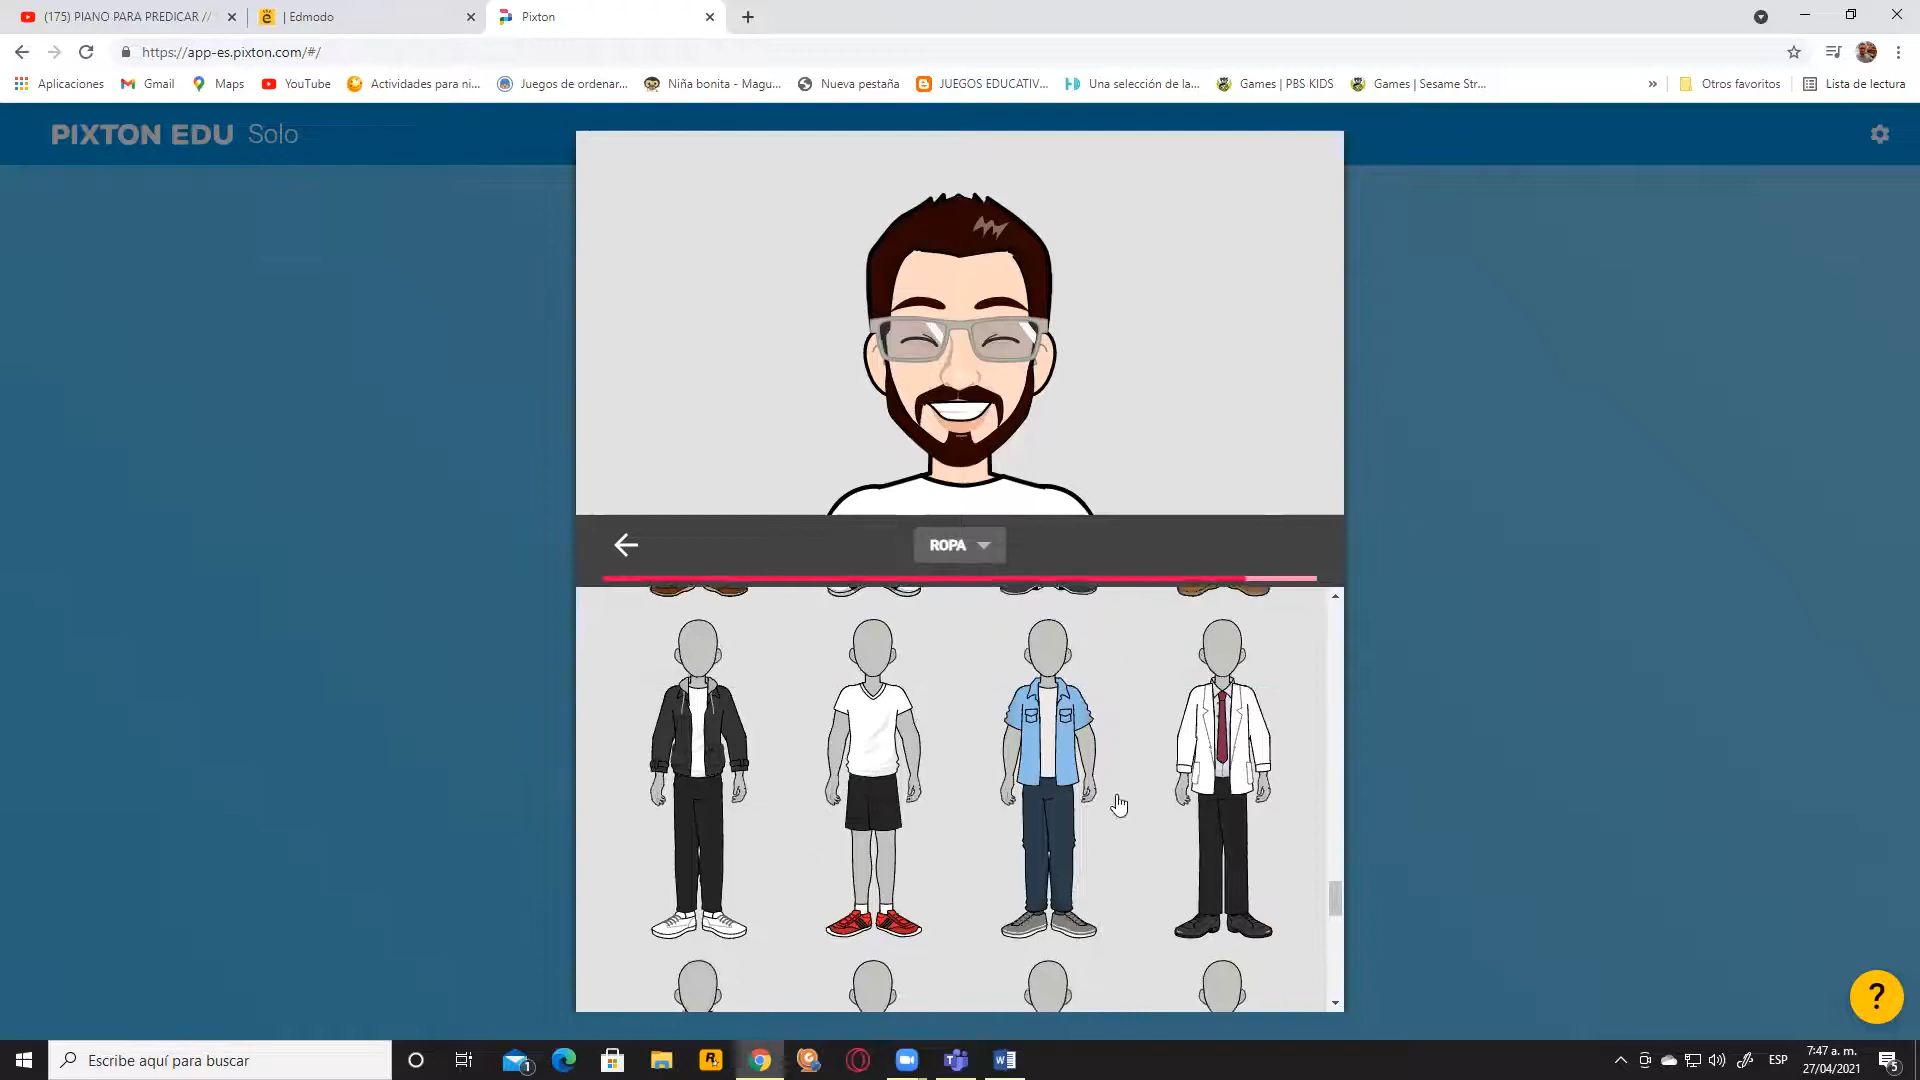 (175) PIANO PARA PREDICAR //
| Edmodo
Pixton
https://app-es.pixton.com/#/
Aplicaciones
Gmail
Maps
YouTube
Actividades para ni...
Juegos de ordenar...
Niña bonita - Magu...
Nueva pestaña
JUEGOS EDUCATIV...
Una selección de la...
Games | PBS KIDS
Games | Sesame Str...
»
Otros favoritos
Lista de lectura
PIXTON EDU Solo
ROPA
?
Escribe aquí para buscar
1
ESP
7:47 a. m.
27/04/2021
5